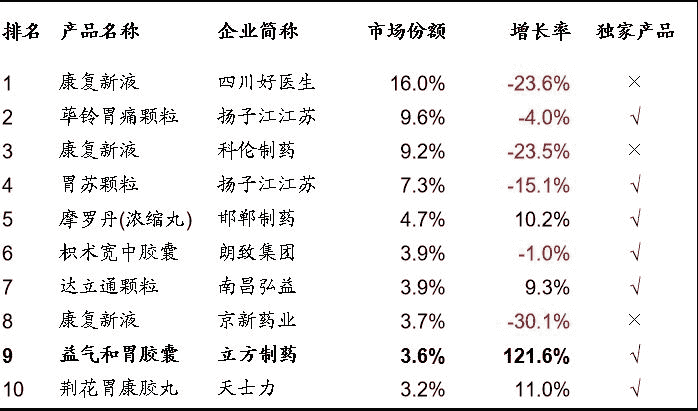 排名 产品名称 企业简称 市场份额 增长率 独家产品
1 康复新液 四川好医生 16.0% -23.6% ×
2 荜铃胃痛颗粒 扬子江江苏 9.6% -4.0% √
3 康复新液 科伦制药 9.2% -23.5% ×
4 胃苏颗粒 扬子江江苏 7.3% -15.1% √
5 摩罗丹(浓缩丸) 邯郸制药 4.7% 10.2% √
6 枳术宽中胶囊 朗致集团 3.9% -1.0% √
7 达立通颗粒 南昌弘益 3.9% 9.3% √
8 康复新液 京新药业 3.7% -30.1% ×
9 益气和胃胶囊 立方制药 3.6% 121.6% √
10 荆花胃康胶丸 天士力 3.2% 11.0% √